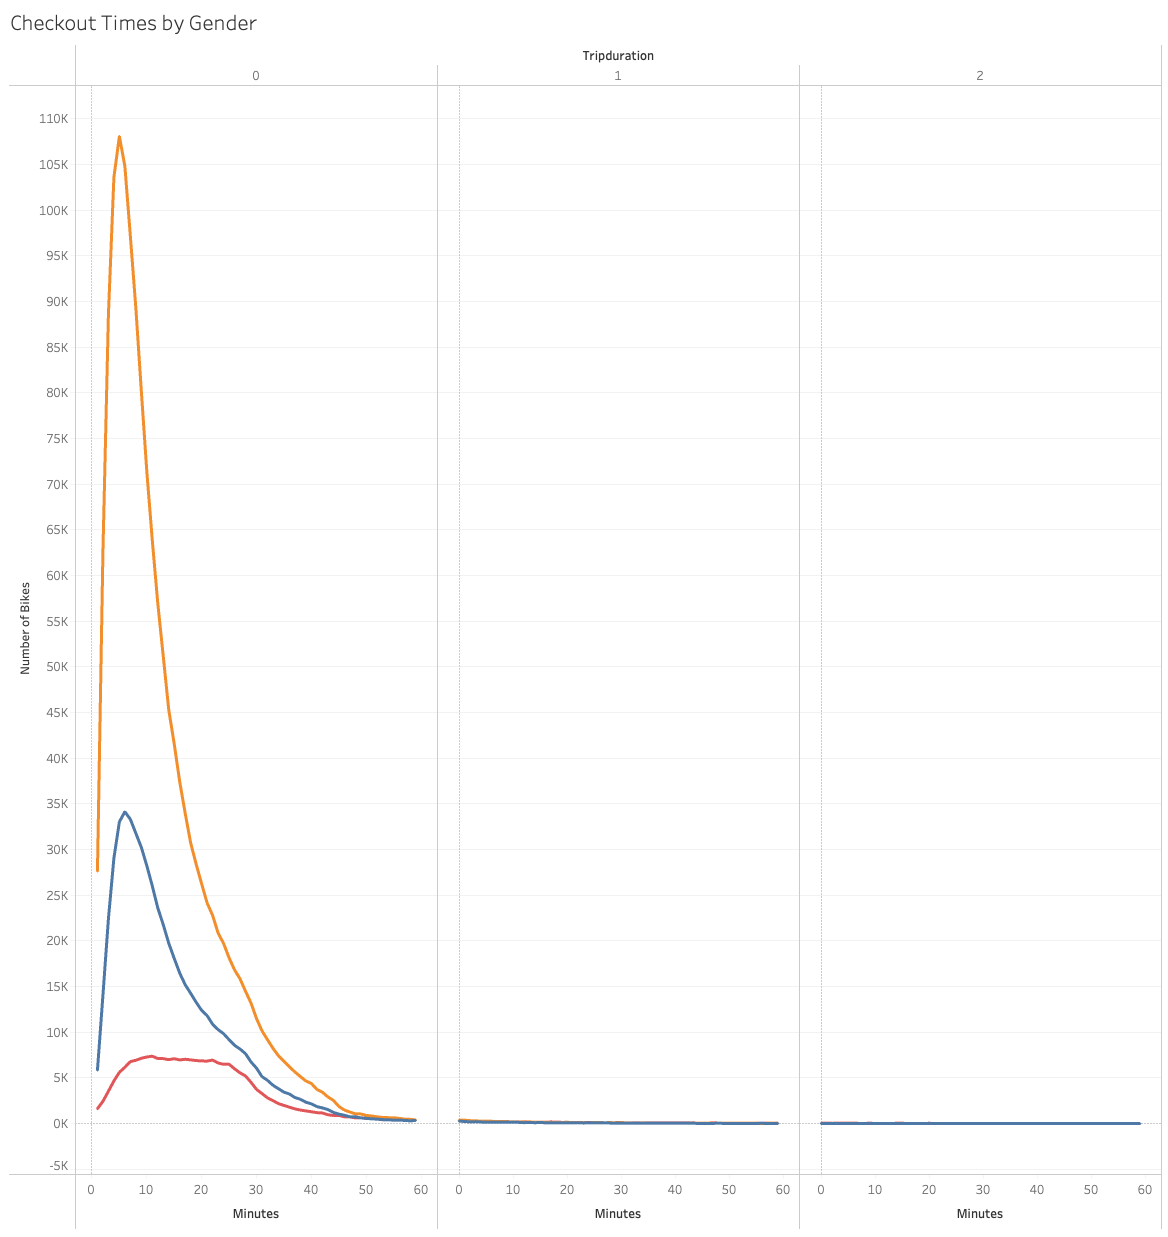 Checkout Times by Gender
Tripduration
0 1 2
110K
105K
100K
95K
90K
85K
80K
75K
70K
65K
60K
55K
50K
45K
40K
35K
30K
25K
20K
15K
10K
5K
0K
-5K
Number of Bikes
0 10 20 30 40 50 60 0 10 20 30 40 50 60 0 10 20 30 40 50 60
Minutes Minutes Minutes